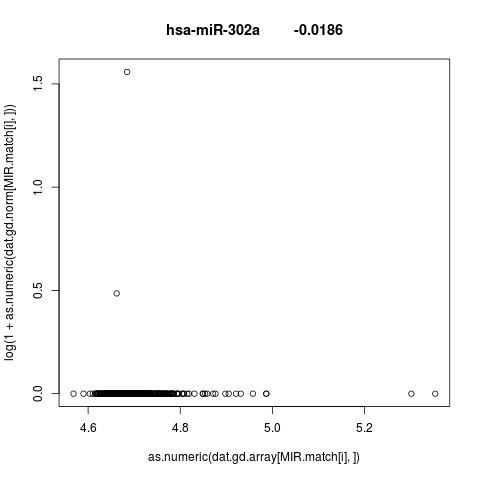 hsa-miR-302a -0.0186
log(1 + as.numeric(dat.gd.norm[MIR.match[i], ]))
1.5
1.0
0.5
0.0
4.6 4.8 5.0 5.2
as.numeric(dat.gd.array[MIR.match[i], ])